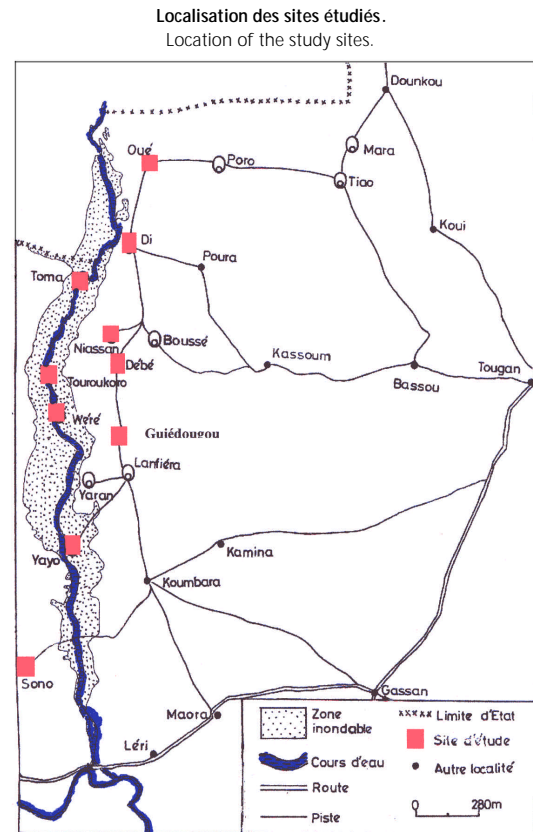 Localisation des sites étudiés.
Location of the study sites.
Dounkou
Mara
Oué
Poro
Tiao
Koui
Di
Poura
Toma
Niassan
Boussé
Dèbé
Kassoum
Bassou
Tougan
Touroukoro
Wèré
Guiédougou
Lanfiéra
Yaran
Yayo
Kamina
Koumbara
Sono
Gassan
Maora
Léri
Zone
inondable
Cours d'eau
Route
Piste
Limite d'Etat
Site d'étude
Autre localité
0 280m